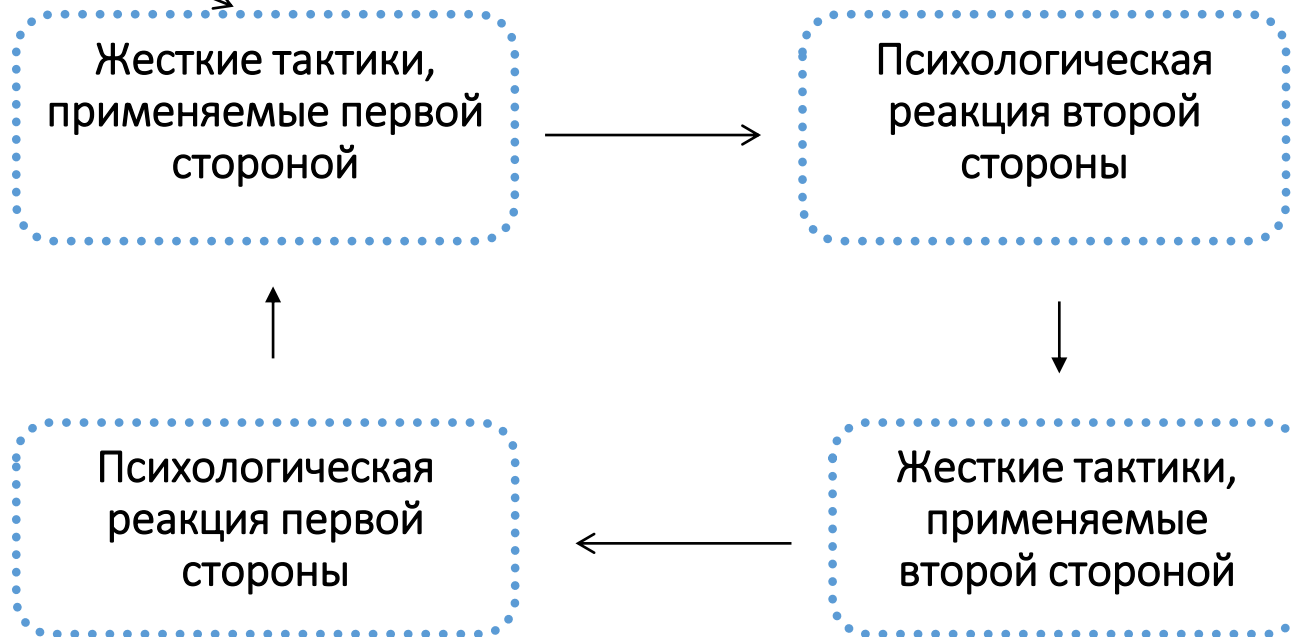 Жесткие тактики,
применяемые первой
стороной
Психологическая
реакция второй
стороны
Психологическая
реакция первой
стороны
Жесткие тактики,
применяемые
второй стороной